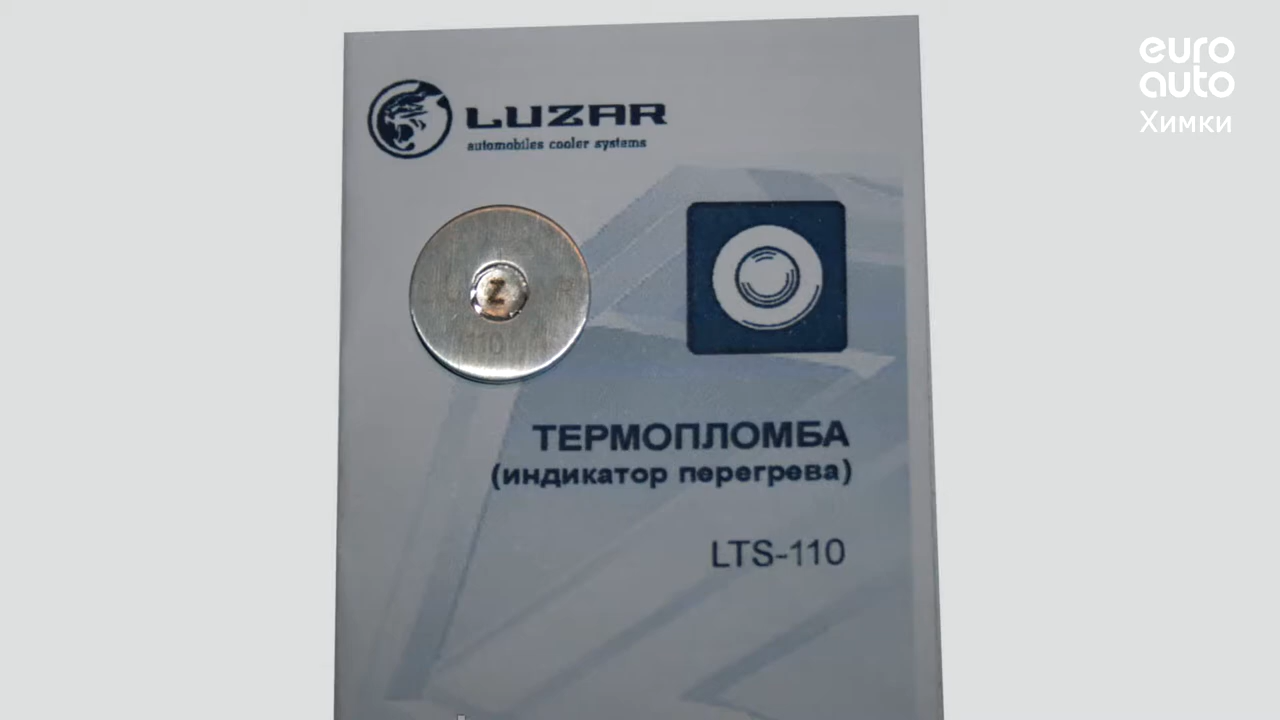 LUZAR
automobiles cooler systems
Z
110
ТЕРМОПЛОМБА
(индикатор перегрева)
LTS-110
euro
auto
Химки